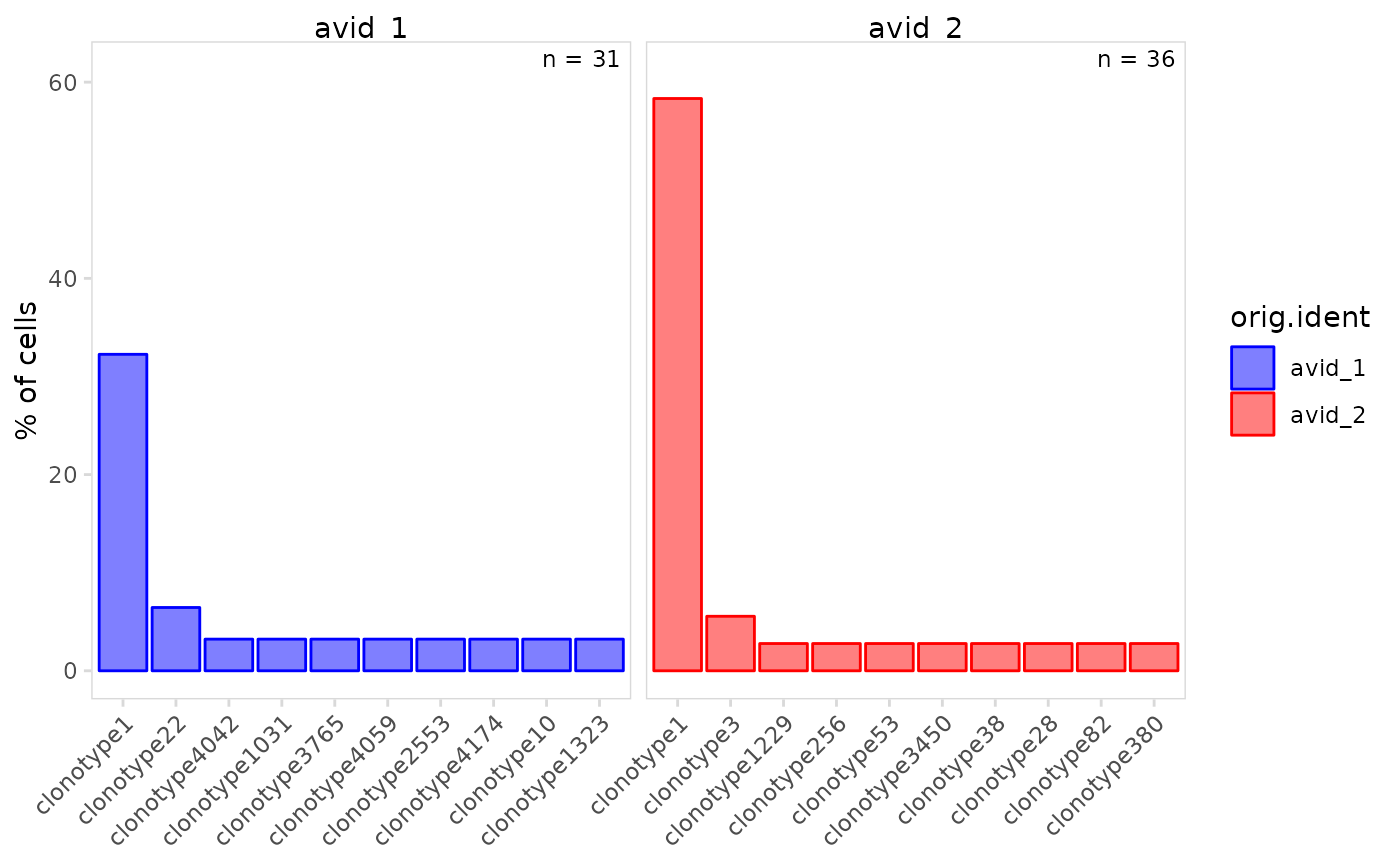 avid_1
avid_2
n = 31
n = 36
% of cells
60
40
20
0
clonotype1
clonotype22
clonotype4042
clonotype1031
clonotype3765
clonotype4059
clonotype2553
clonotype4174
clonotype10
clonotype1323
clonotype1
clonotype3
clonotype1229
clonotype256
clonotype53
clonotype3450
clonotype38
clonotype28
clonotype82
clonotype380
orig.ident
avid_1
avid_2